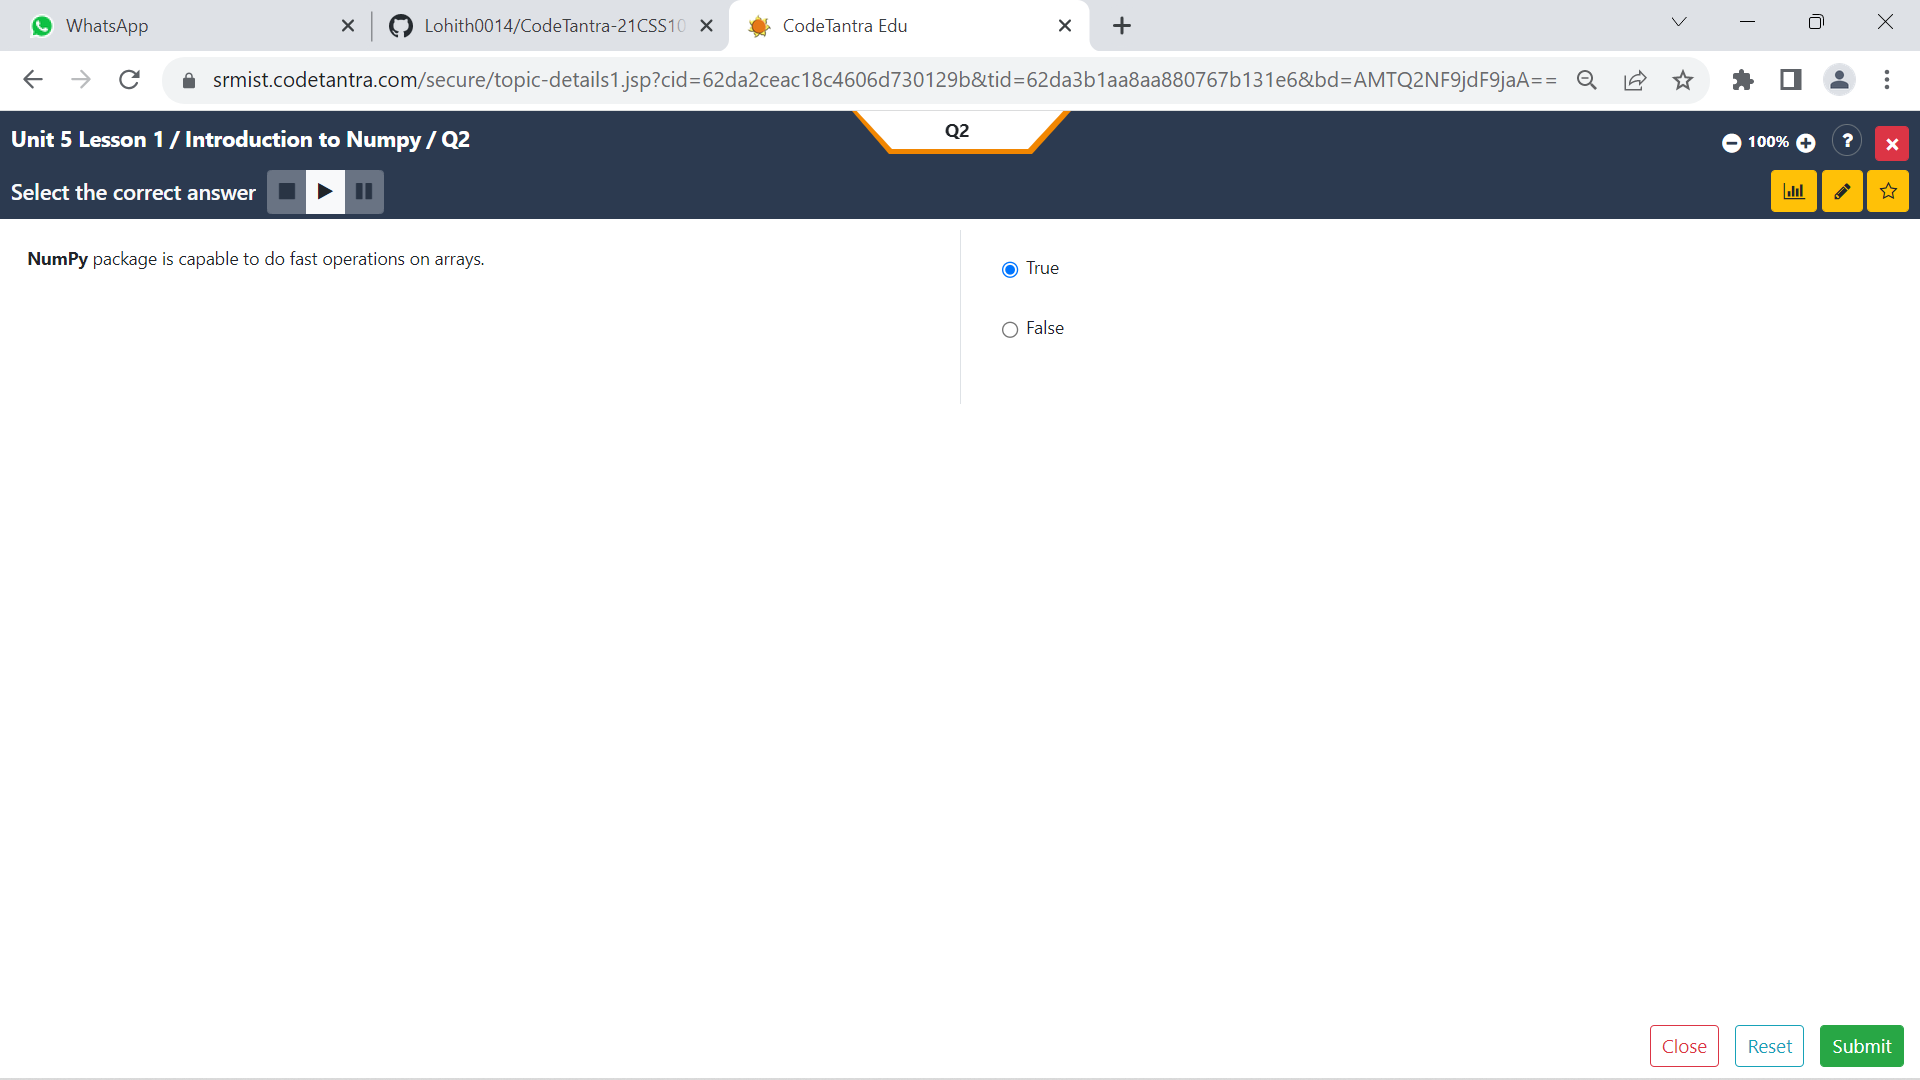 WhatsApp
Lohith0014/CodeTantra-21CSS10
CodeTantra Edu
srmist.codetantra.com/secure/topic-details1.jsp?cid=62da2ceac18c4606d730129b&tid=62da3b1aa8aa880767b131e6&bd=AMTQ2NF9jdF9jaA==
Unit 5 Lesson 1 / Introduction to Numpy / Q2
Q2
100%
?
Select the correct answer
NumPy package is capable to do fast operations on arrays.
True
False
Close
Reset
Submit